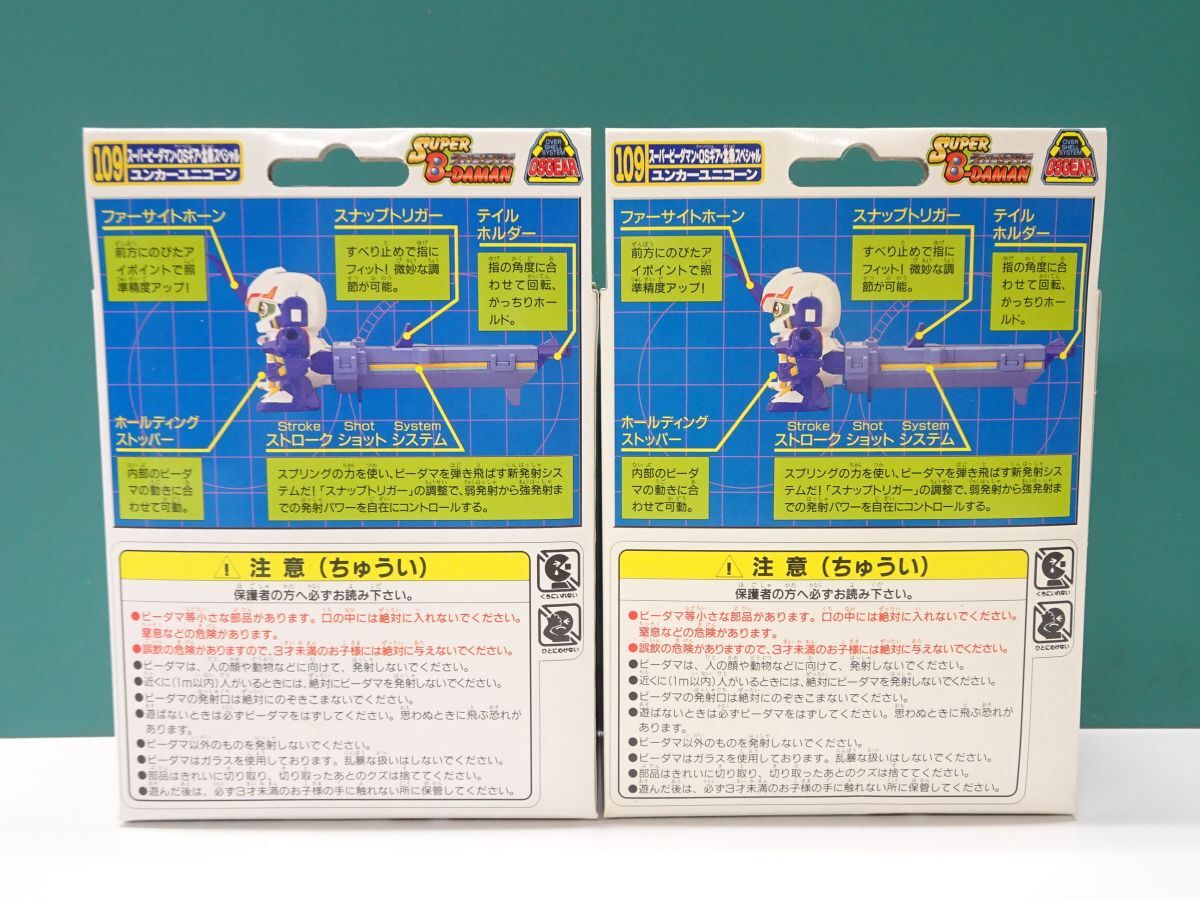 109
スーパービーダマン・OSギア・北条スペシャル
ユンカーユニコーン
SUPER
B-DAMAN
OVER
SHELL SYSTEM
OSGEAR
ファーサイトホーン
前方にのびたア
イポイントで照
準精度アップ!
スナップトリガー
すべり止めで指に
フィット!微妙な調
節が可能。
テイル
ホルダー
指の角度に合
わせて回転、
がっちりホー
ルド。
ホールディング
ストッパー
内部のビーダ
マの動きに合
わせて可動。
Stroke Shot System
ストローク ショット システム
スプリングの力を使い、ビーダマを弾き飛ばす新発射シス
テムだ!「スナップトリガー」の調整で、弱発射から強発射ま
での発射パワーを自在にコントロールする。
注意(ちゅうい)
保護者の方へ必ずお読み下さい。
●ビーダマ等小さな部品があります。口の中には絶対に入れないでください。
窒息などの危険があります。
●誤飲の危険がありますので、3才未満のお子様には絶対に与えないでください。
●ビーダマは、人の顔や動物などに向けて、発射しないでください。
●近くに(1m以内)人がいるときには、絶対にビーダマを発射しないでください。
●ビーダマの発射口は絶対にのぞきこまないでください。
●遊ばないときは必ずビーダマをはずしてください。思わぬときに飛ぶ恐れが
あります。
●ビーダマ以外のものを発射しないでください。
●ビーダマはガラスを使用しております。乱暴な扱いはしないでください。
●部品はきれいに切り取り、切り取ったあとのクズは捨ててください。
●遊んだ後は、必ず3才未満のお子様の手に触れない所に保管してください。
くちにいれない
ひとにむけない
109
スーパービーダマン・OSギア・北条スペシャル
ユンカーユニコーン
SUPER
B-DAMAN
OVER
SHELL SYSTEM
OSGEAR
ファーサイトホーン
前方にのびたア
イポイントで照
準精度アップ!
スナップトリガー
すべり止めで指に
フィット!微妙な調
節が可能。
テイル
ホルダー
指の角度に合
わせて回転、
がっちりホー
ルド。
ホールディング
ストッパー
内部のビーダ
マの動きに合
わせて可動。
Stroke Shot System
ストローク ショット システム
スプリングの力を使い、ビーダマを弾き飛ばす新発射シス
テムだ!「スナップトリガー」の調整で、弱発射から強発射ま
での発射パワーを自在にコントロールする。
注意(ちゅうい)
保護者の方へ必ずお読み下さい。
●ビーダマ等小さな部品があります。口の中には絶対に入れないでください。
窒息などの危険があります。
●誤飲の危険がありますので、3才未満のお子様には絶対に与えないでください。
●ビーダマは、人の顔や動物などに向けて、発射しないでください。
●近くに(1m以内)人がいるときには、絶対にビーダマを発射しないでください。
●ビーダマの発射口は絶対にのぞきこまないでください。
●遊ばないときは必ずビーダマをはずしてください。思わぬときに飛ぶ恐れが
あります。
●ビーダマ以外のものを発射しないでください。
●ビーダマはガラスを使用しております。乱暴な扱いはしないでください。
●部品はきれいに切り取り、切り取ったあとのクズは捨ててください。
●遊んだ後は、必ず3才未満のお子様の手に触れない所に保管してください。
くちにいれない
ひとにむけない